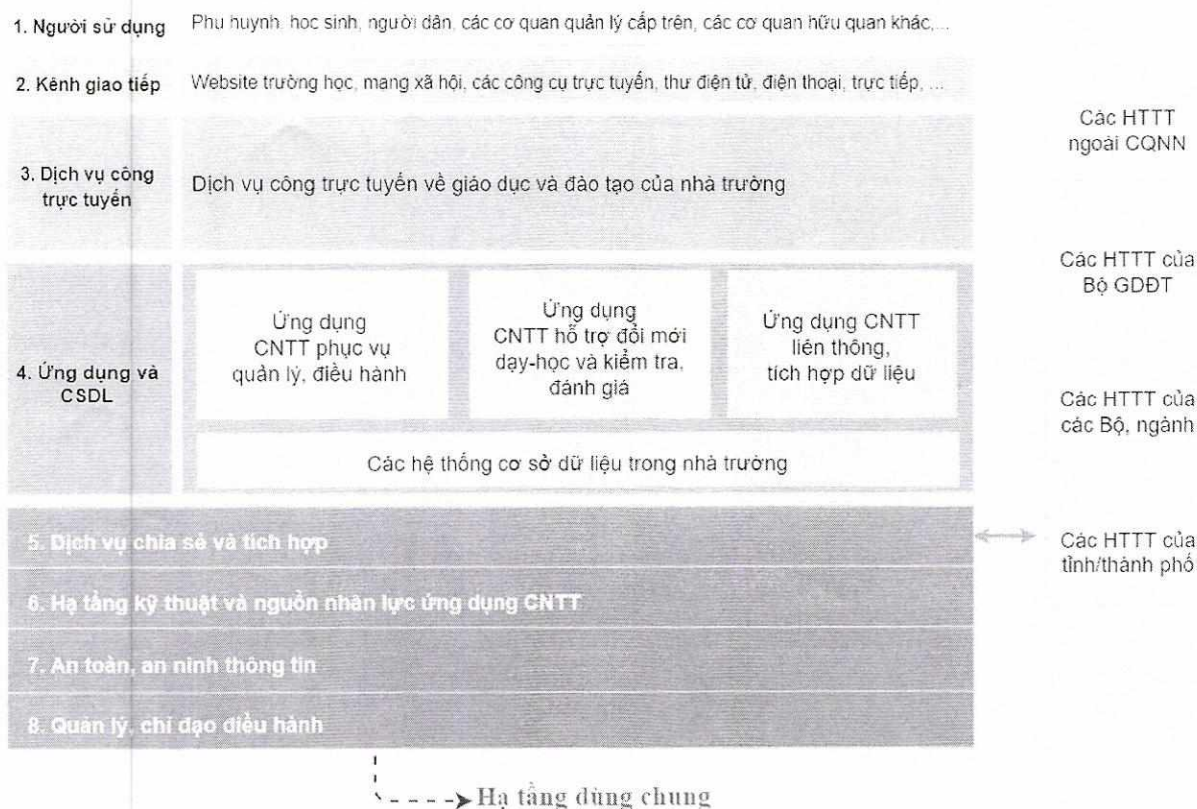 1. Người sử dụng
Phu huynh, học sinh, người dân, các cơ quan quản lý cấp trên, các cơ quan hữu quan khác,...
2. Kênh giao tiếp
Website trường học, mạng xã hội, các công cụ trực tuyến, thư điện tử, điện thoại, trực tiếp, ...
3. Dịch vụ công
trực tuyến
Dịch vụ công trực tuyến về giáo dục và đào tạo của nhà trường
4. Ứng dụng và
CSDL
Ứng dụng
CNTT phục vụ
quản lý, điều hành
Ứng dụng
CNTT hỗ trợ đổi mới
dạy-học và kiểm tra,
đánh giá
Ứng dụng CNTT
liên thông,
tích hợp dữ liệu
Các hệ thống cơ sở dữ liệu trong nhà trường
5. Dịch vụ chia sẻ và tích hợp
6. Hạ tầng kỹ thuật và nguồn nhân lực ứng dụng CNTT
7. An toàn, an ninh thông tin
8. Quản lý, chỉ đạo điều hành
Hạ tầng dùng chung
Các HTTT
ngoài CQNN
Các HTTT của
Bộ GDĐT
Các HTTT của
các Bộ, ngành
Các HTTT của
tỉnh/thành phố